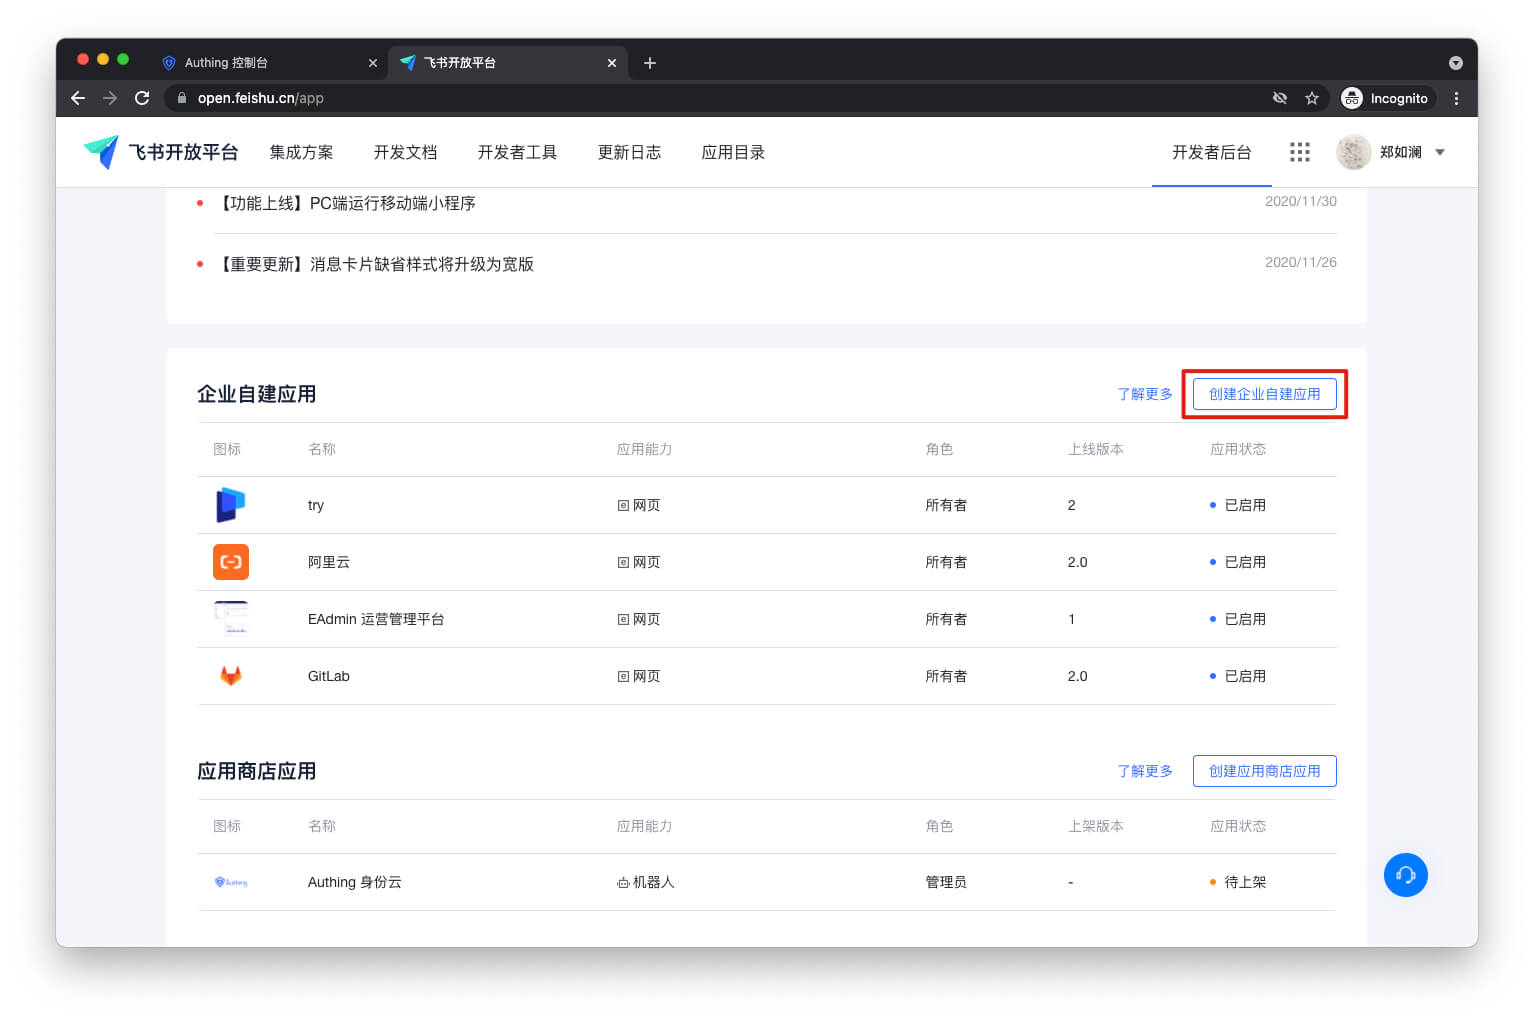 Authing 控制台
飞书开放平台
open.feishu.cn/app
Incognito
飞书开放平台 集成方案 开发文档 开发者工具 更新日志 应用目录 开发者后台 郑如澜
【功能上线】PC端运行移动端小程序 2020/11/30
【重要更新】消息卡片缺省样式将升级为宽版 2020/11/26
企业自建应用 了解更多 创建企业自建应用
图标 名称 应用能力 角色 上线版本 应用状态
try 网页 所有者 2 已启用
阿里云 网页 所有者 2.0 已启用
EAdmin 运营管理平台 网页 所有者 1 已启用
GitLab 网页 所有者 2.0 已启用
应用商店应用 了解更多 创建应用商店应用
图标 名称 应用能力 角色 上架版本 应用状态
Authing Authing 身份云 机器人 管理员 - 待上架